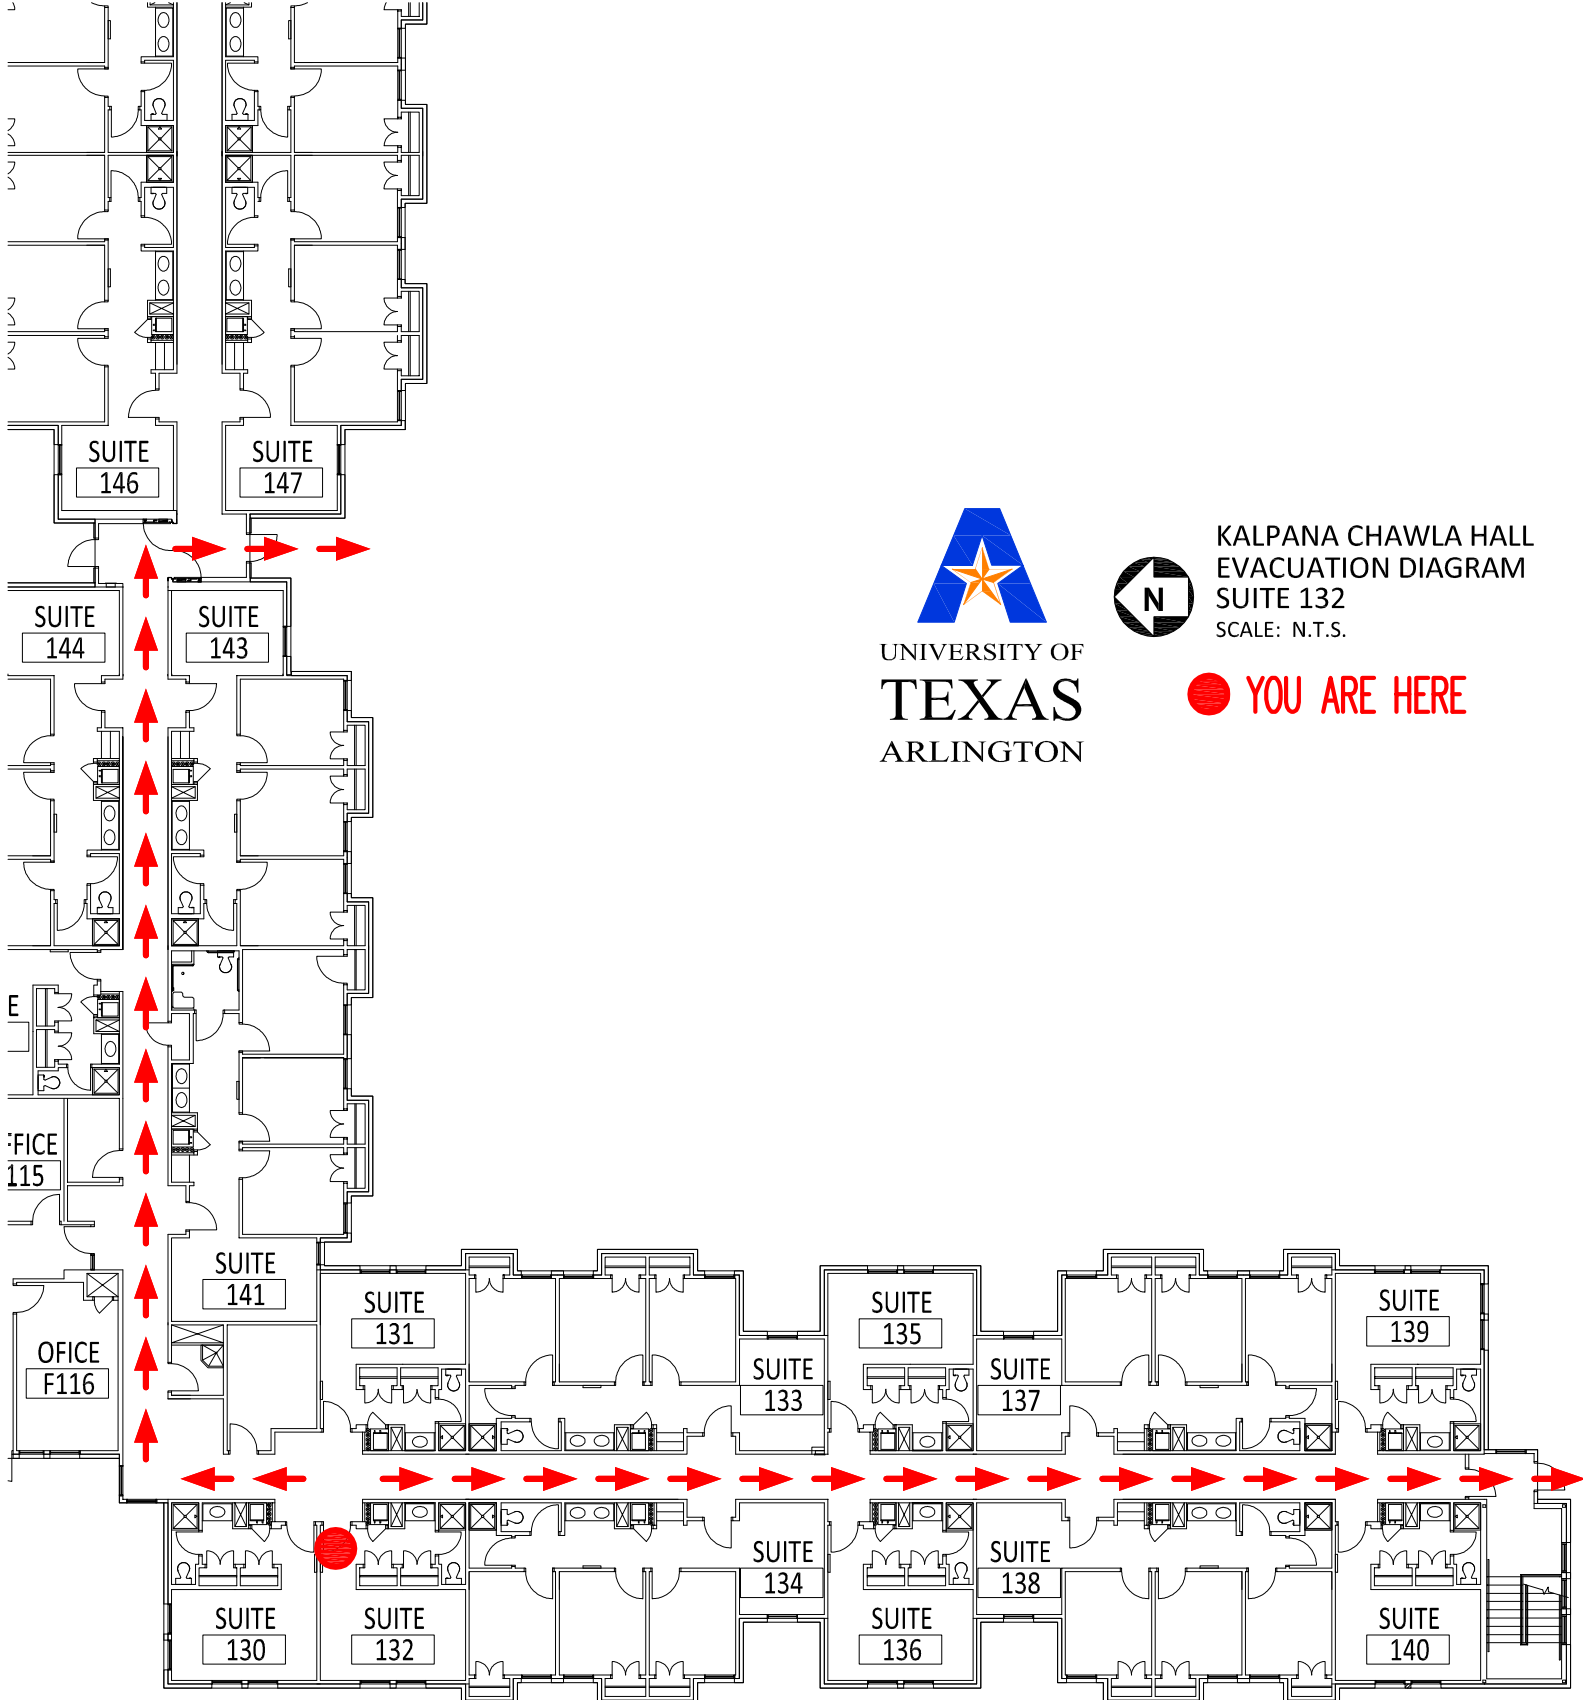 SUITE
146
SUITE
147
KALPANA CHAWLA HALL
EVACUATION DIAGRAM
SUITE 132
SCALE: N.T.S.
N
YOU ARE HERE
UNIVERSITY OF
TEXAS
ARLINGTON
SUITE
144
SUITE
143
E
FFICE
115
SUITE
141
OFICE
F116
SUITE
131
SUITE
133
SUITE
135
SUITE
137
SUITE
139
SUITE
130
SUITE
132
SUITE
134
SUITE
136
SUITE
138
SUITE
140